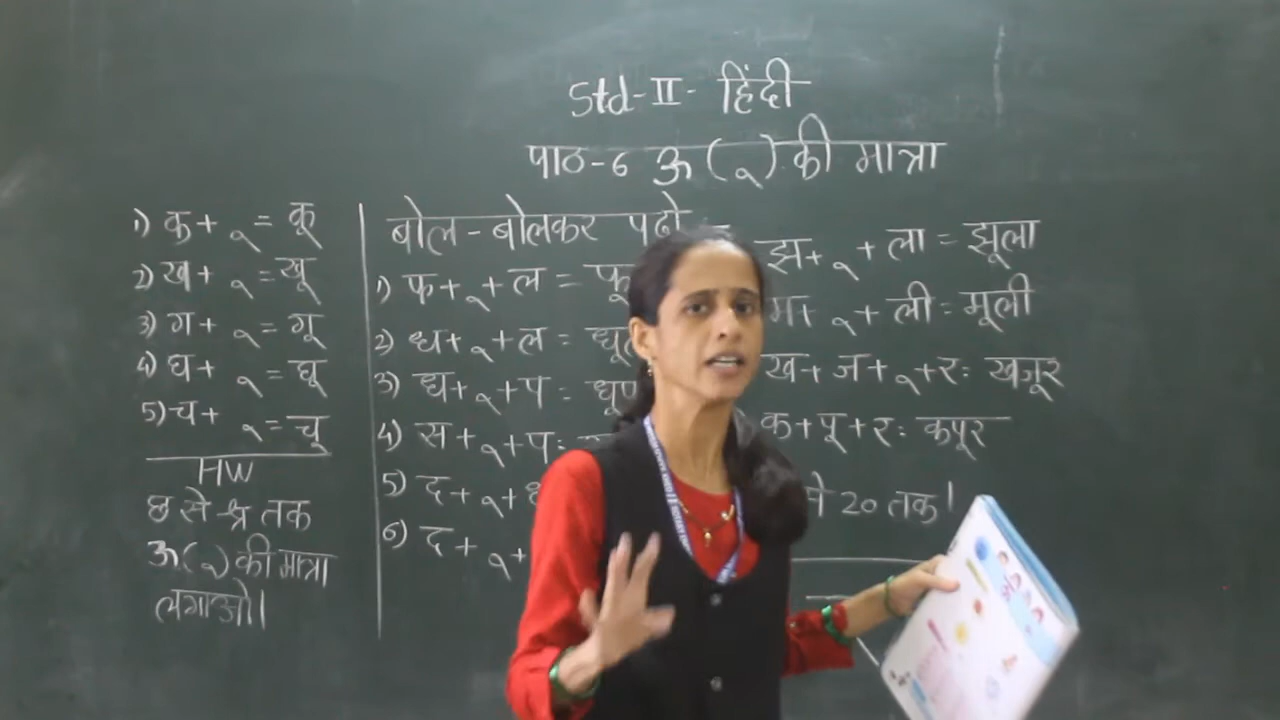 Std-II- हिंदी
पाठ-6 ऊ (ू) की मात्रा
1) क+ ू = कू
2) ख+ ू =खू
3) ग+ ू = गू
4) घ+ ू = घू
5) च+ ू = चू
HW
छ से श्र तक
ऊ (ू) की मात्रा
लगाओ।
बोल-बोलकर पढो
1) फ+ ू + ल =
2) ध+ ू + ल =
3) ध+ ू + प =
4) स+ ू + प =
5) द+ ू +
6) द+ ू +
झ+ ू + ला = झूला
म+ ू + ली = मूली
ख+ ज+ ू +र: खजूर
क+पू+र: कपूर
से 20 तक।